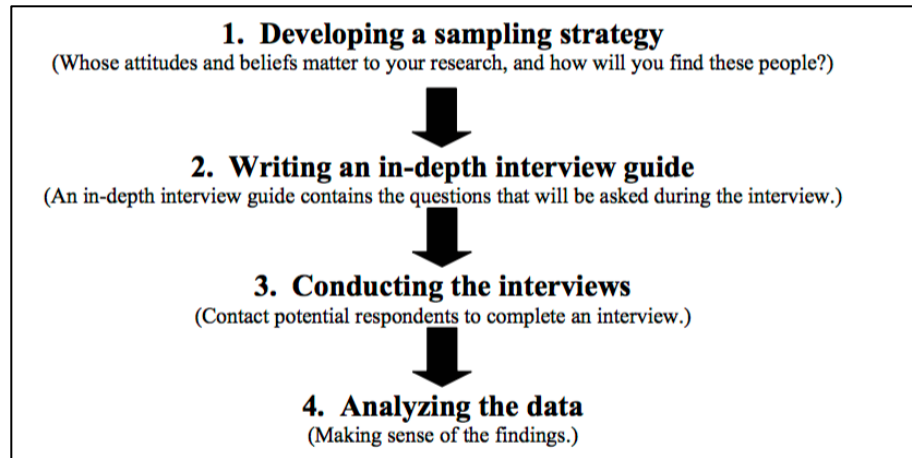 1. Developing a sampling strategy
(Whose attitudes and beliefs matter to your research, and how will you find these people?)
2. Writing an in-depth interview guide
(An in-depth interview guide contains the questions that will be asked during the interview.)
3. Conducting the interviews
(Contact potential respondents to complete an interview.)
4. Analyzing the data
(Making sense of the findings.)